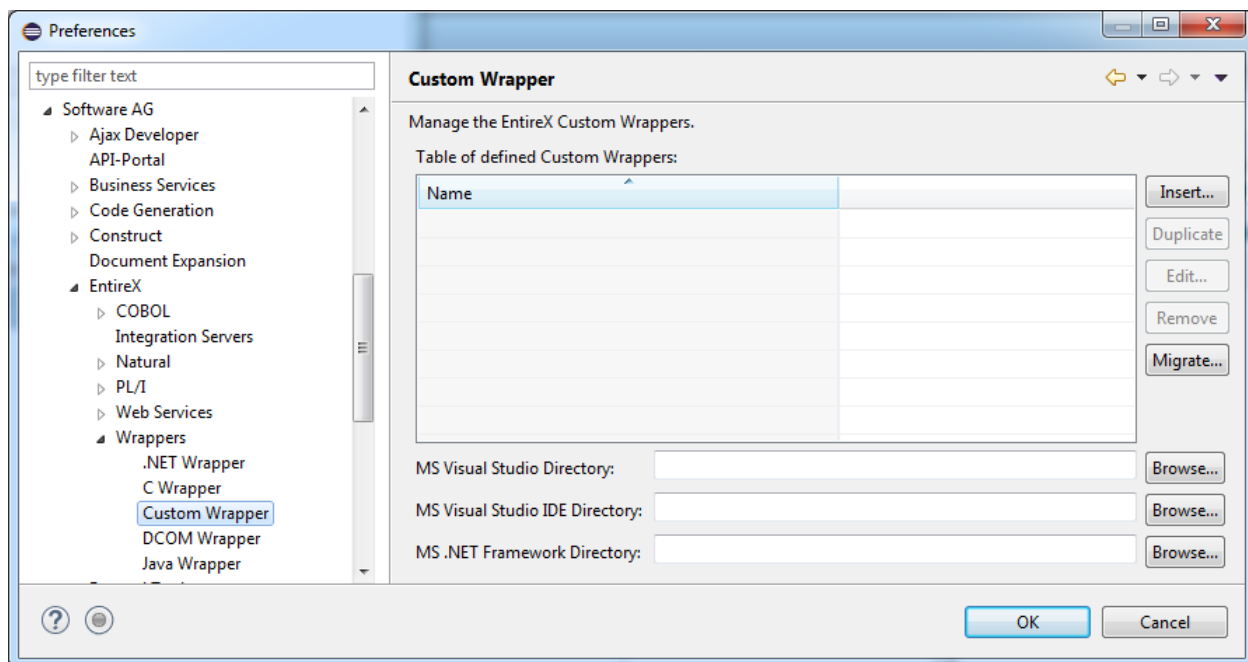 Preferences
type filter text
Software AG
Ajax Developer
API-Portal
Business Services
Code Generation
Construct
Document Expansion
EntireX
COBOL
Integration Servers
Natural
PL/I
Web Services
Wrappers
.NET Wrapper
C Wrapper
Custom Wrapper
DCOM Wrapper
Java Wrapper
Custom Wrapper
Manage the EntireX Custom Wrappers.
Table of defined Custom Wrappers:
Name
Insert...
Duplicate
Edit...
Remove
Migrate...
MS Visual Studio Directory: Browse...
MS Visual Studio IDE Directory: Browse...
MS .NET Framework Directory: Browse...
OK Cancel